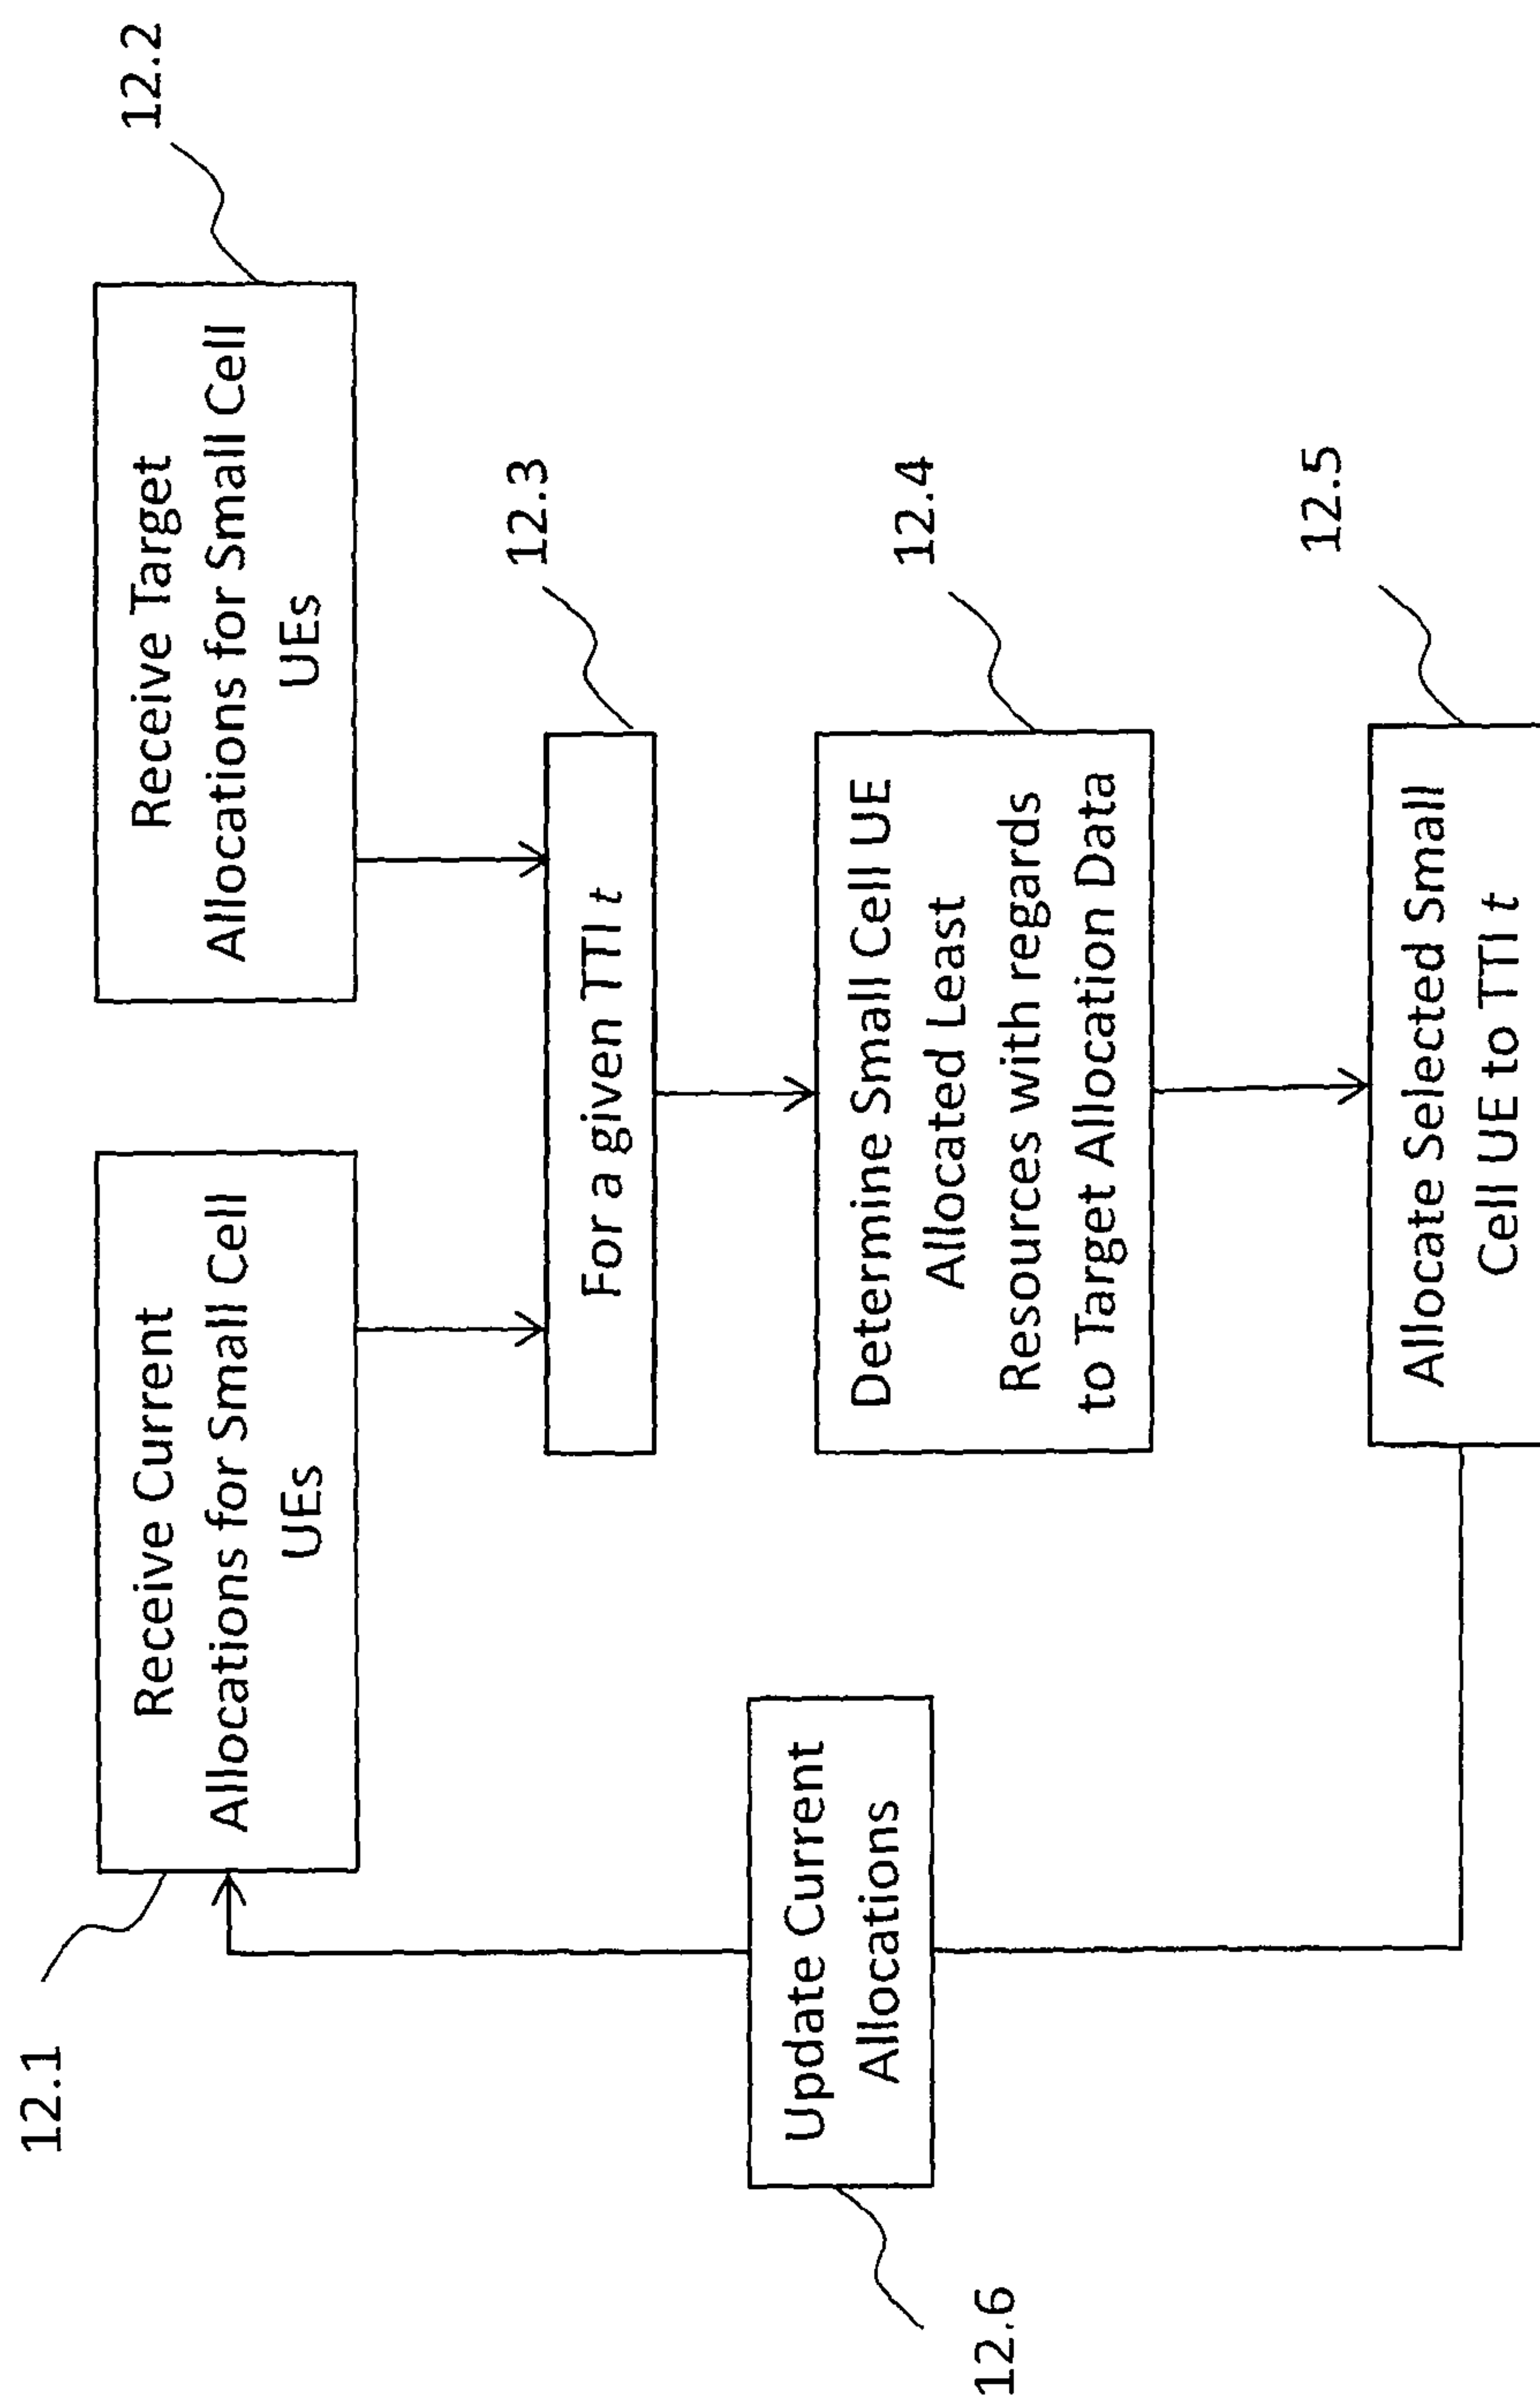 12.1
Receive Current
Allocations for Small Cell
UEs
12.2
Receive Target
Allocations for Small Cell
UEs
12.3
For a given TTI t
12.4
Determine Small Cell UE
Allocated Least
Resources with regards
to Target Allocation Data
12.5
Allocate Selected Small
Cell UE to TTI t
12.6
Update Current
Allocations